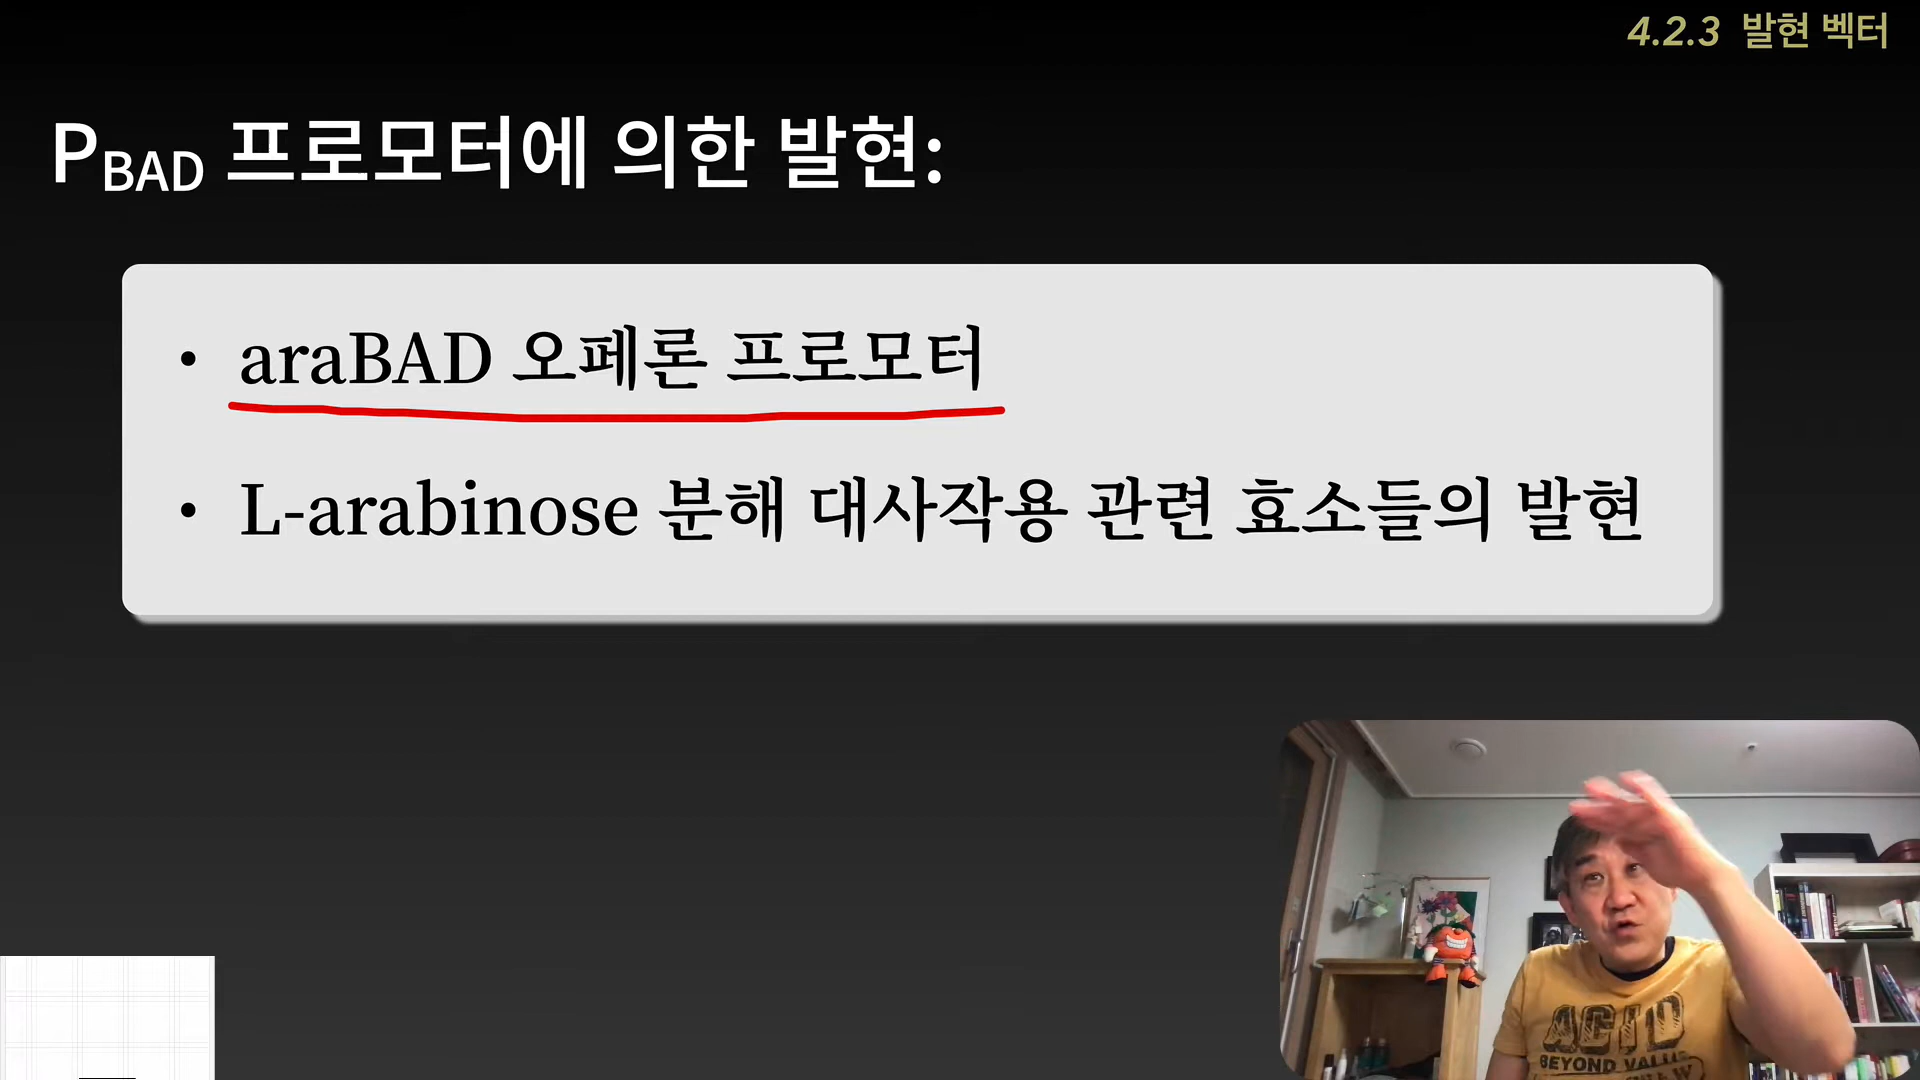 4.2.3 발현 벡터
PBAD 프로모터에 의한 발현:
• araBAD 오페론 프로모터
• L-arabinose 분해 대사작용 관련 효소들의 발현
ACID
BEYOND VALUE